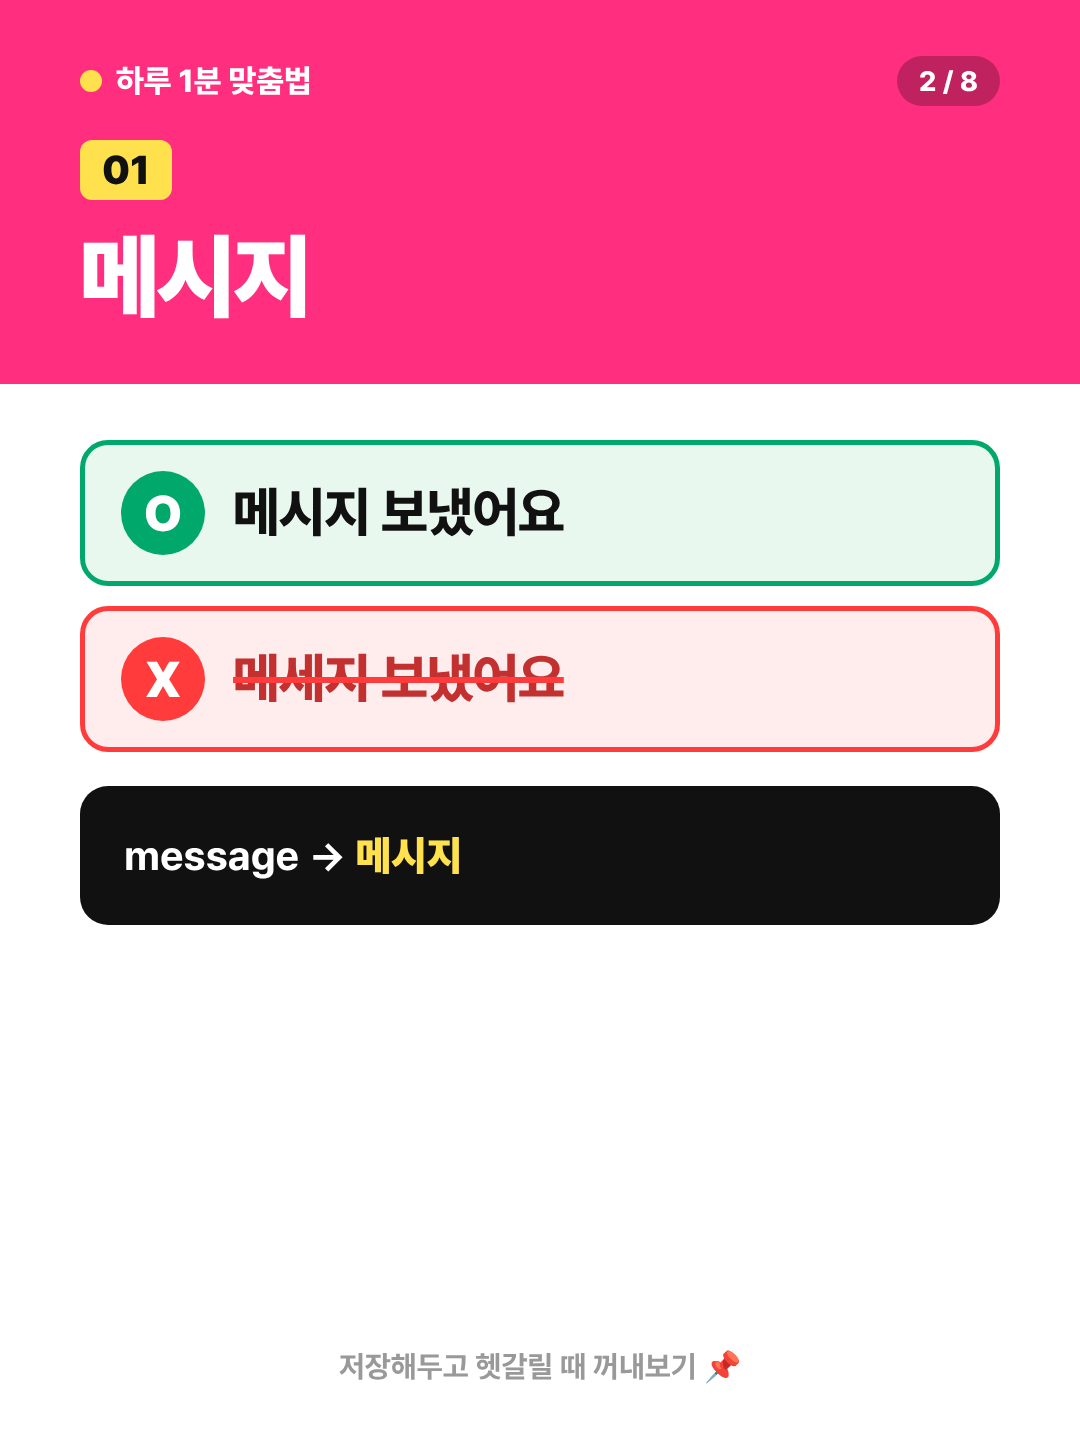 하루 1분 맞춤법
2 / 8
01
메시지
O 메시지 보냈어요
X 메세지 보냈어요
message → 메시지
저장해두고 헷갈릴 때 꺼내보기 📌